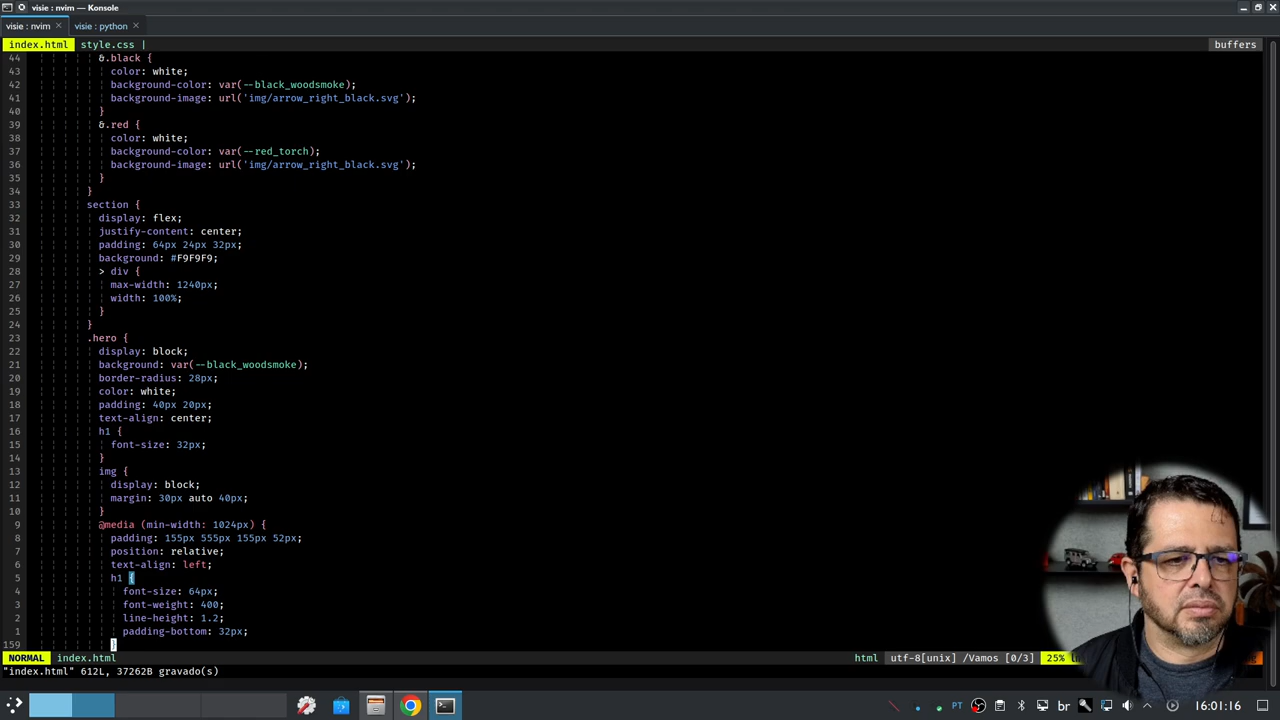 visie : nvim — Konsole
visie : nvim
visie : python
index.html style.css |
buffers
44 &.black {
43 color: white;
42 background-color: var(--black_woodsmoke);
41 background-image: url('img/arrow_right_black.svg');
40 }
39 &.red {
38 color: white;
37 background-color: var(--red_torch);
36 background-image: url('img/arrow_right_black.svg');
35 }
34 }
33 section {
32 display: flex;
31 justify-content: center;
30 padding: 64px 24px 32px;
29 background: #F9F9F9;
28 > div {
27 max-width: 1240px;
26 width: 100%;
25 }
24 }
23 .hero {
22 display: block;
21 background: var(--black_woodsmoke);
20 border-radius: 28px;
19 color: white;
18 padding: 40px 20px;
17 text-align: center;
16 h1 {
15 font-size: 32px;
14 }
13 img {
12 display: block;
11 margin: 30px auto 40px;
10 }
9 @media (min-width: 1024px) {
8 padding: 155px 555px 155px 52px;
7 position: relative;
6 text-align: left;
5 h1 {
4 font-size: 64px;
3 font-weight: 400;
2 line-height: 1.2;
1 padding-bottom: 32px;
159 }
NORMAL index.html html utf-8[unix] /Vamos [0/3] 25%
"index.html" 612L, 37262B gravado(s)
PT br 16:01:16